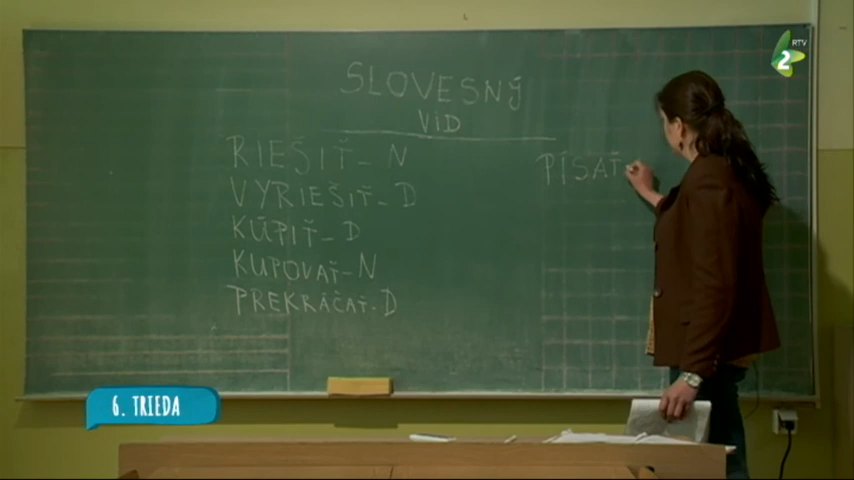 RTV
2
SLOVESNÝ
VID
RIEŠIŤ - N
VYRIEŠIŤ - D
KÚPIŤ - D
KUPOVAŤ - N
PREKRÁČAŤ - D
PÍSAŤ
6. TRIEDA